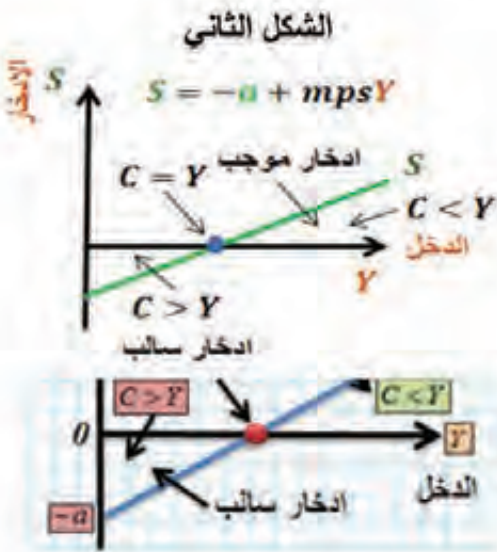 الشكل الثاني
الادخار
S
S = -a + mpsY
ادخار موجب
C = Y
S
C < Y
الدخل
Y
C > Y
ادخار سالب
C > Y
C < Y
0
Y
الدخل
ادخار سالب
-a